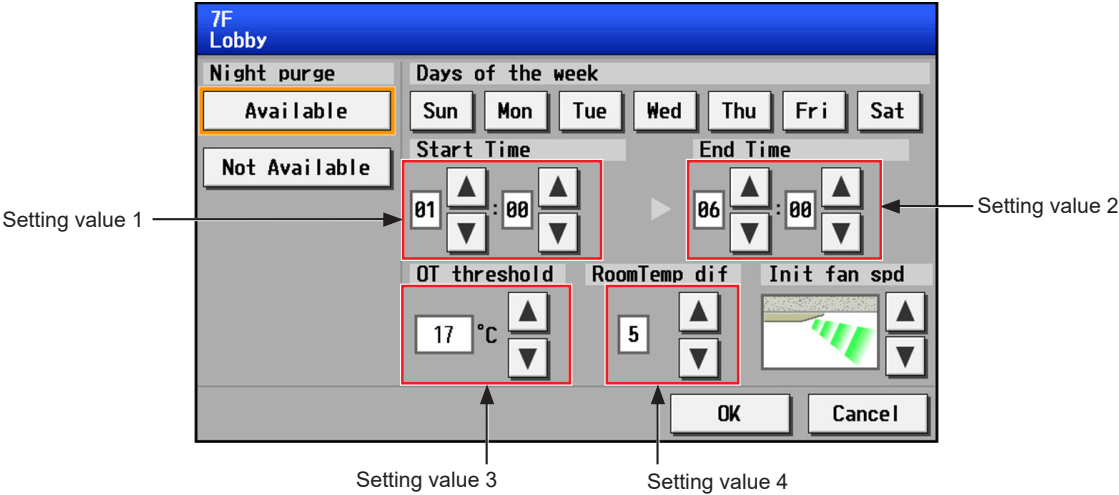 7F
Lobby
Night purge
Days of the week
Available
Sun Mon Tue Wed Thu Fri Sat
Not Available
Start Time
End Time
01 : 00
06 : 00
Setting value 1
Setting value 2
OT threshold
RoomTemp dif
Init fan spd
17 °C
5
OK
Cancel
Setting value 3
Setting value 4